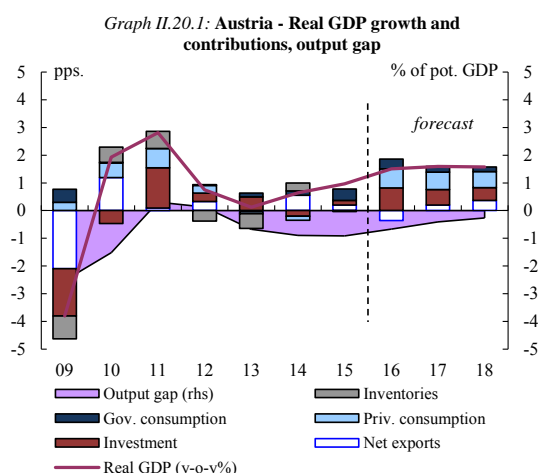 Graph II.20.1: Austria - Real GDP growth and
contributions, output gap
pps.
% of pot. GDP
forecast
5
4
3
2
1
0
-1
-2
-3
-4
-5
5
4
3
2
1
0
-1
-2
-3
-4
-5
09 10 11 12 13 14 15 16 17 18
Output gap (rhs)
Inventories
Gov. consumption
Priv. consumption
Investment
Net exports
Real GDP (y-o-y%)